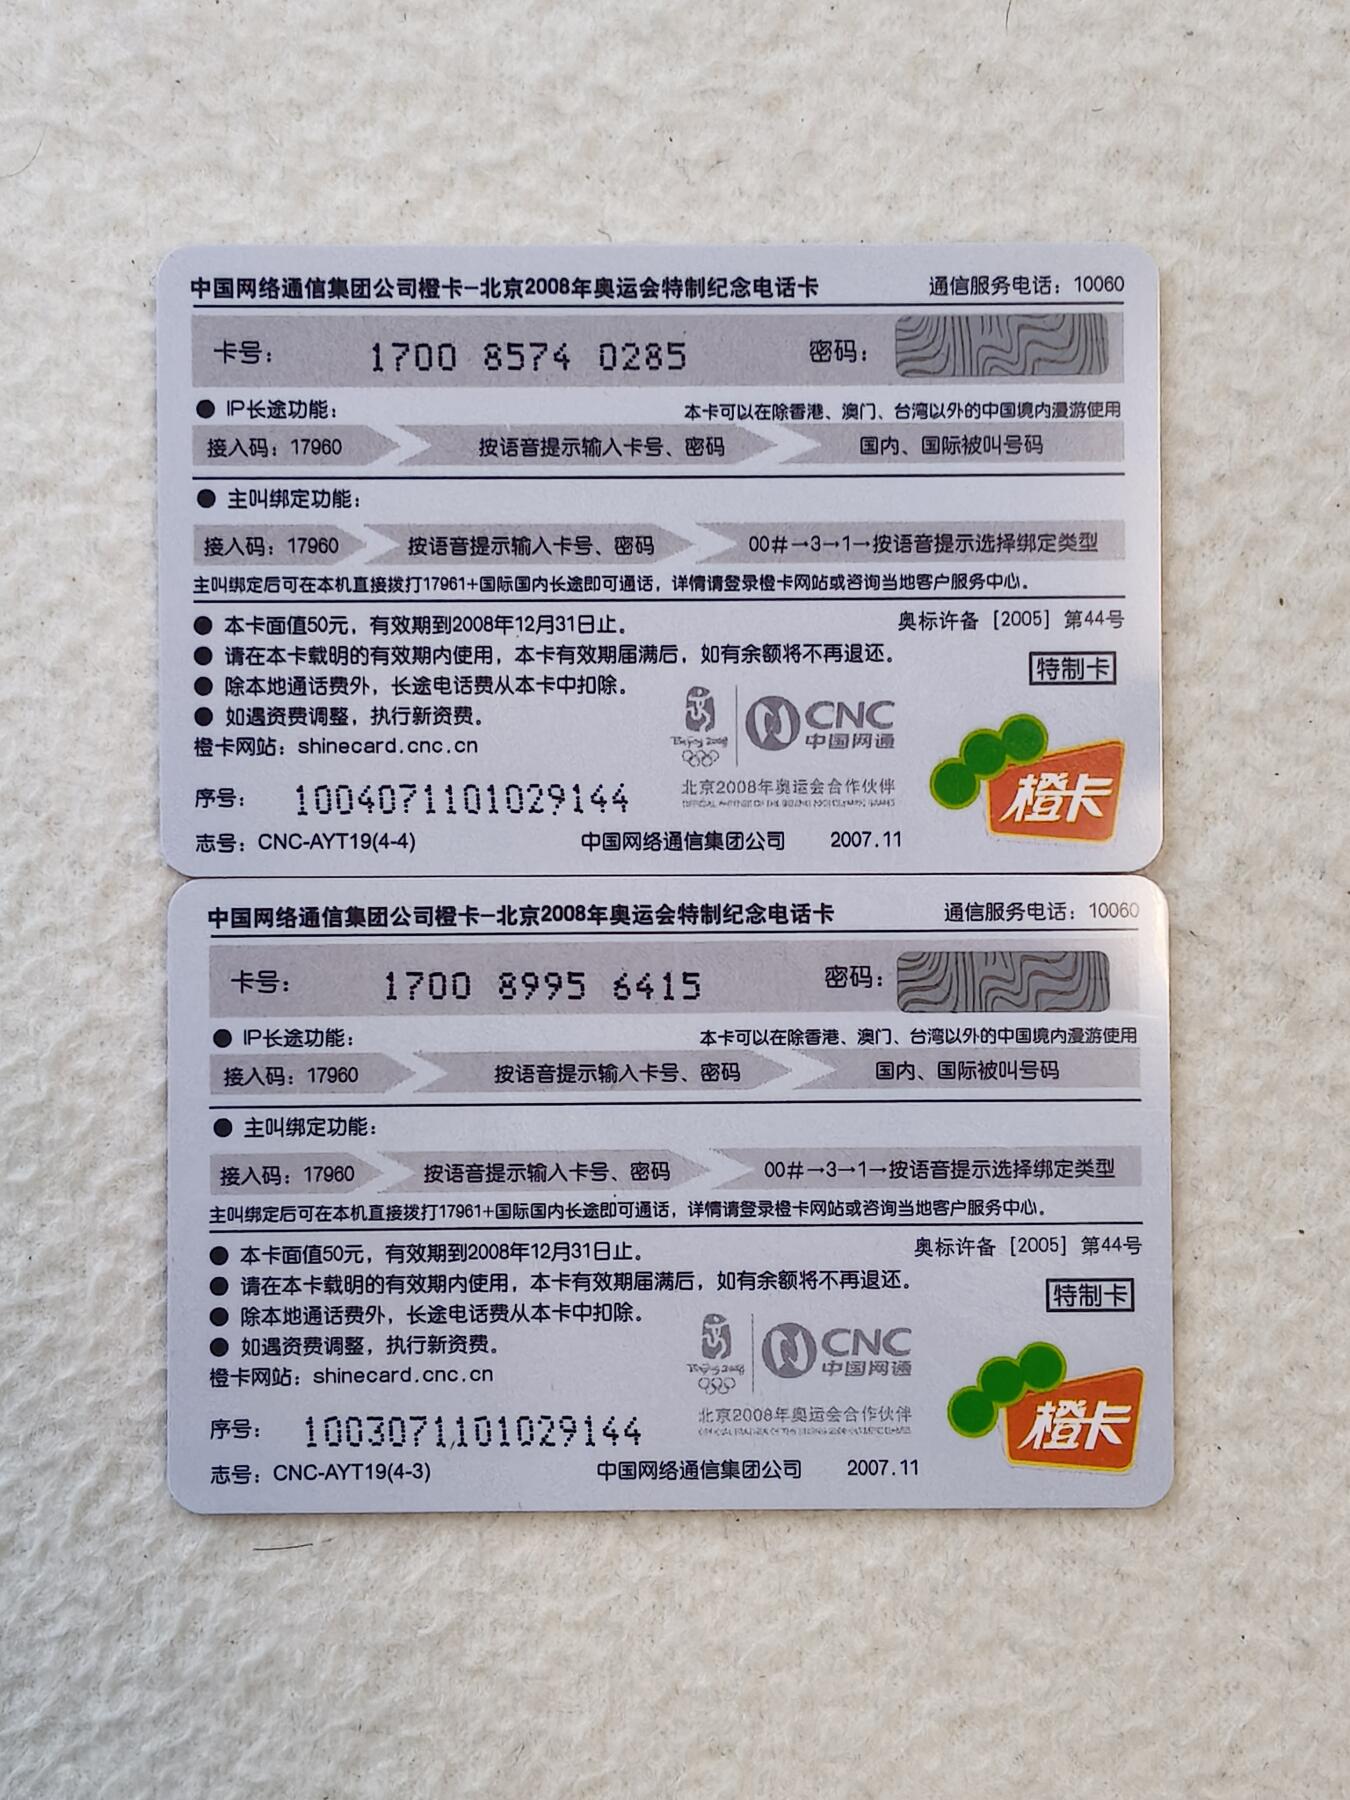 中国网络通信集团公司橙卡-北京2008年奥运会特制纪念电话卡 通信服务电话：10060
卡号： 1700 8574 0285 密码：
● IP长途功能： 本卡可以在除香港、澳门、台湾以外的中国境内漫游使用
接入码：17960 按语音提示输入卡号、密码 国内、国际被叫号码
● 主叫绑定功能：
接入码：17960 按语音提示输入卡号、密码 00#→3→1→按语音提示选择绑定类型
主叫绑定后可在本机直接拨打17961+国际国内长途即可通话，详情请登录橙卡网站或咨询当地客户服务中心。
● 本卡面值50元，有效期到2008年12月31日止。 奥标许备 [2005] 第44号
● 请在本卡载明的有效期内使用，本卡有效期届满后，如有余额将不再退还。
特制卡
● 除本地通话费外，长途电话费从本卡中扣除。
● 如遇资费调整，执行新资费。
Beijing 2008 CNC 中国网通
橙卡网站：shinecard.cnc.cn
北京2008年奥运会合作伙伴
橙卡
序号： 1004071101029144
志号：CNC-AYT19(4-4) 中国网络通信集团公司 2007.11
中国网络通信集团公司橙卡-北京2008年奥运会特制纪念电话卡 通信服务电话：10060
卡号： 1700 8995 6415 密码：
● IP长途功能： 本卡可以在除香港、澳门、台湾以外的中国境内漫游使用
接入码：17960 按语音提示输入卡号、密码 国内、国际被叫号码
● 主叫绑定功能：
接入码：17960 按语音提示输入卡号、密码 00#→3→1→按语音提示选择绑定类型
主叫绑定后可在本机直接拨打17961+国际国内长途即可通话，详情请登录橙卡网站或咨询当地客户服务中心。
● 本卡面值50元，有效期到2008年12月31日止。 奥标许备 [2005] 第44号
● 请在本卡载明的有效期内使用，本卡有效期届满后，如有余额将不再退还。
特制卡
● 除本地通话费外，长途电话费从本卡中扣除。
● 如遇资费调整，执行新资费。
Beijing 2008 CNC 中国网通
橙卡网站：shinecard.cnc.cn
北京2008年奥运会合作伙伴
橙卡
序号： 1003071101029144
志号：CNC-AYT19(4-3) 中国网络通信集团公司 2007.11